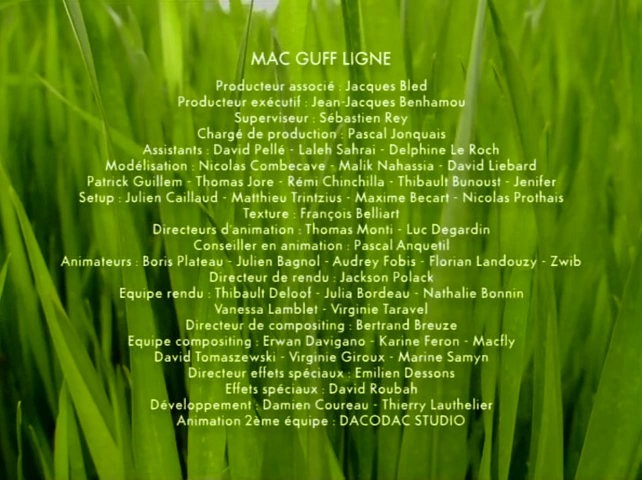 MAC GUFF LIGNE
Producteur associé : Jacques Bled
Producteur exécutif : Jean-Jacques Benhamou
Superviseur : Sébastien Rey
Chargé de production : Pascal Jonquais
Assistants : David Pellé - Laleh Sahrai - Delphine Le Roch
Modélisation : Nicolas Combecave - Malik Nahassia - David Liebard
Patrick Guillem - Thomas Jore - Rémi Chinchilla - Thibault Bunoust - Jenifer
Setup : Julien Caillaud - Matthieu Trintzius - Maxime Becart - Nicolas Prothais
Texture : François Belliart
Directeurs d'animation : Thomas Monti - Luc Degardin
Conseiller en animation : Pascal Anquetil
Animateurs : Boris Plateau - Julien Bagnol - Audrey Fobis - Florian Landouzy - Zwib
Directeur de rendu : Jackson Polack
Equipe rendu : Thibault Deloof - Julia Bordeau - Nathalie Bonnin
Vanessa Lamblet - Virginie Taravel
Directeur de compositing : Bertrand Breuze
Equipe compositing : Erwan Davigano - Karine Feron - Macfly
David Tomaszewski - Virginie Giroux - Marine Samyn
Directeur effets spéciaux : Emilien Dessons
Effets spéciaux : David Roubah
Développement : Damien Coureau - Thierry Lauthelier
Animation 2ème équipe : DACODAC STUDIO